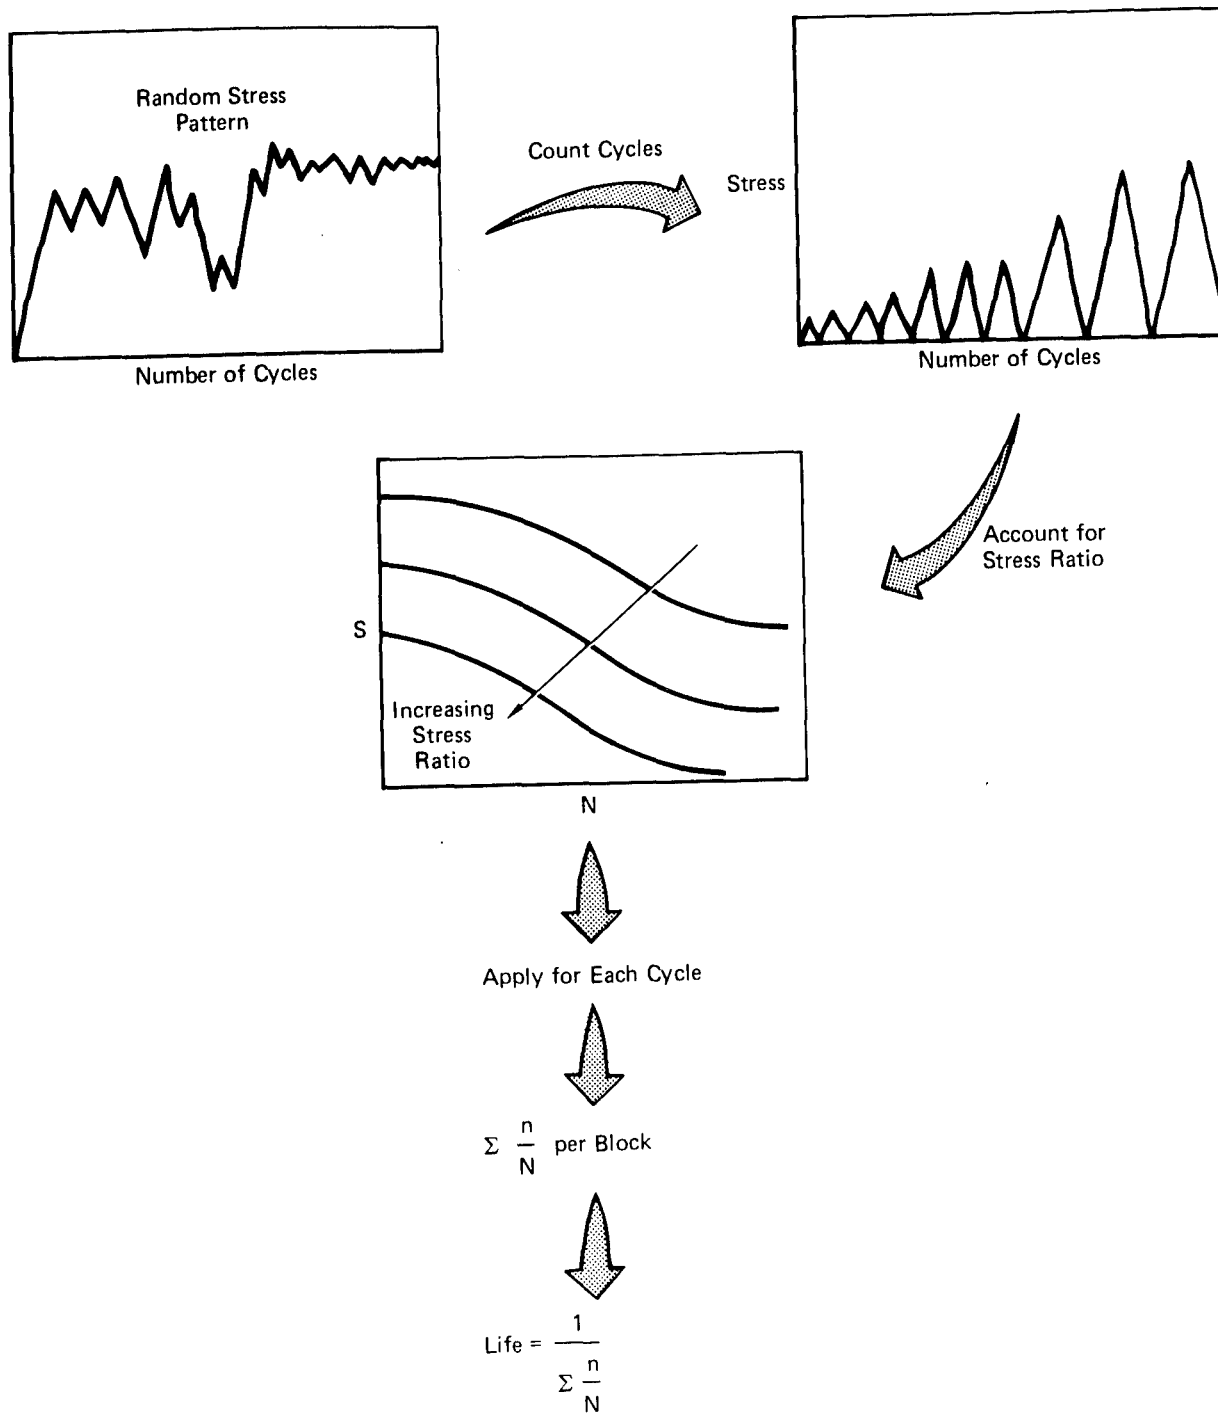 Random Stress
Pattern
Number of Cycles
Count Cycles
Stress
Number of Cycles
Account for
Stress Ratio
S
Increasing
Stress
Ratio
N
Apply for Each Cycle
Σ n/N per Block
Life = 1 / Σ n/N